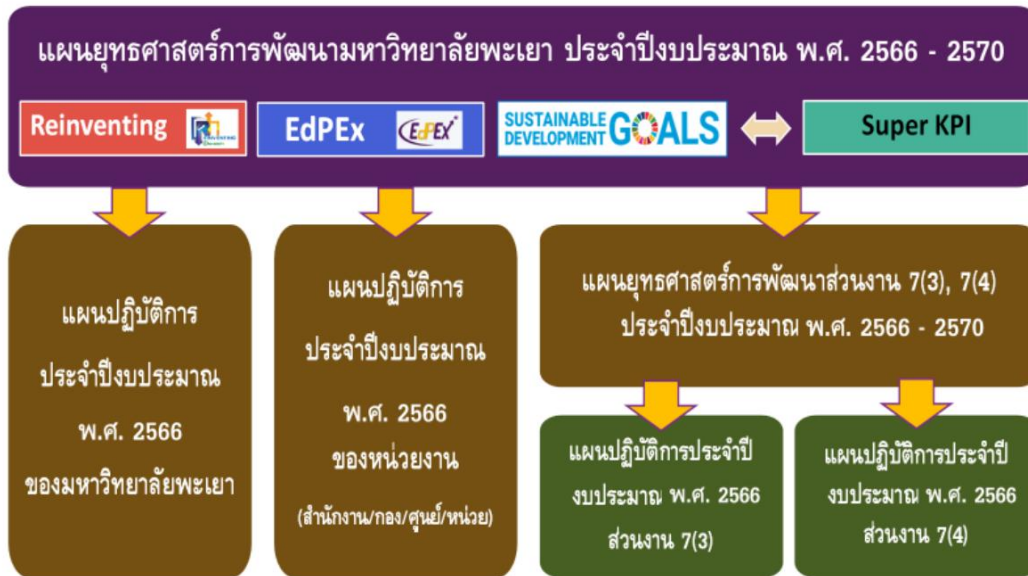 แผนยุทธศาสตร์การพัฒนามหาวิทยาลัยพะเยา ประจำปีงบประมาณ พ.ศ. 2566 - 2570
Reinventing
EdPEx
EdPEX
SUSTAINABLE
DEVELOPMENT GOALS
Super KPI
แผนปฏิบัติการ
ประจำปีงบประมาณ
พ.ศ. 2566
ของมหาวิทยาลัยพะเยา
แผนปฏิบัติการ
ประจำปีงบประมาณ
พ.ศ. 2566
ของหน่วยงาน
(สำนักงาน/กอง/ศูนย์/หน่วย)
แผนยุทธศาสตร์การพัฒนาส่วนงาน 7(3), 7(4)
ประจำปีงบประมาณ พ.ศ. 2566 - 2570
แผนปฏิบัติการประจำปี
งบประมาณ พ.ศ. 2566
ส่วนงาน 7(3)
แผนปฏิบัติการประจำปี
งบประมาณ พ.ศ. 2566
ส่วนงาน 7(4)